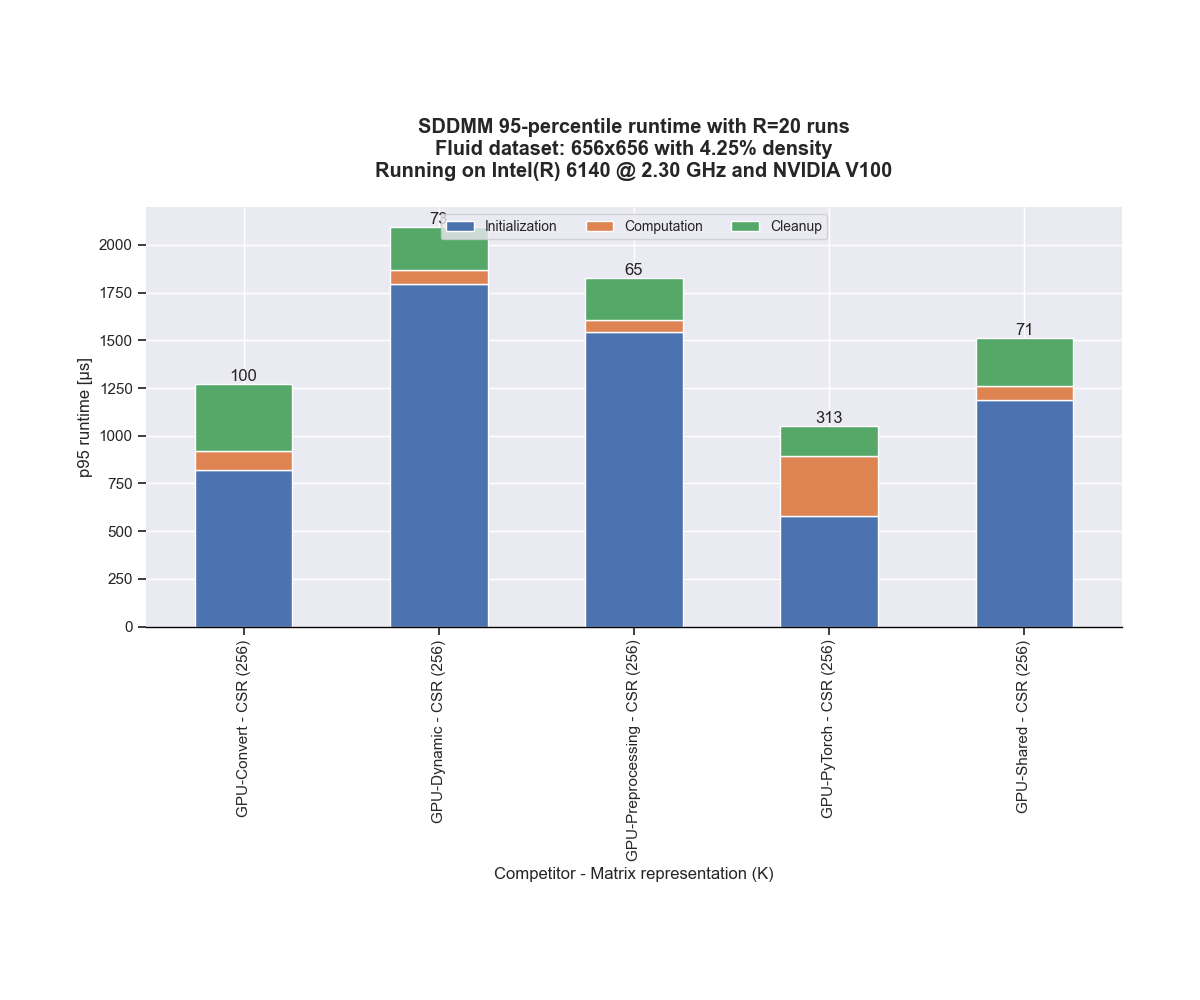 SDDMM 95-percentile runtime with R=20 runs
Fluid dataset: 656x656 with 4.25% density
Running on Intel(R) 6140 @ 2.30 GHz and NVIDIA V100
Initialization
Computation
Cleanup
73
65
71
100
313
p95 runtime [µs]
2000
1750
1500
1250
1000
750
500
250
0
GPU-Convert - CSR (256)
GPU-Dynamic - CSR (256)
GPU-Preprocessing - CSR (256)
GPU-PyTorch - CSR (256)
GPU-Shared - CSR (256)
Competitor - Matrix representation (K)